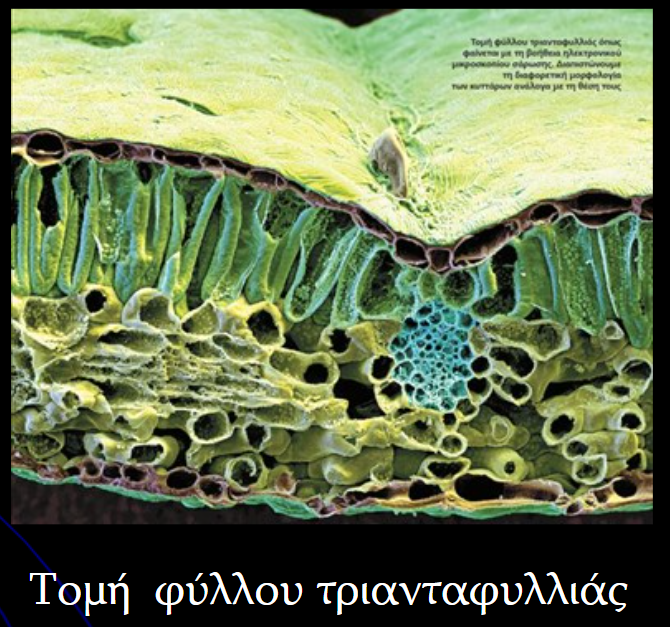 Τομή φύλλου τριανταφυλλιάς όπως
φαίνεται με τη βοήθεια ηλεκτρονικού
μικροσκοπίου σάρωσης. Διαπιστώνουμε
τη διαφορετική μορφολογία
των κυττάρων ανάλογα με τη θέση τους
Τομή φύλλου τριανταφυλλιάς